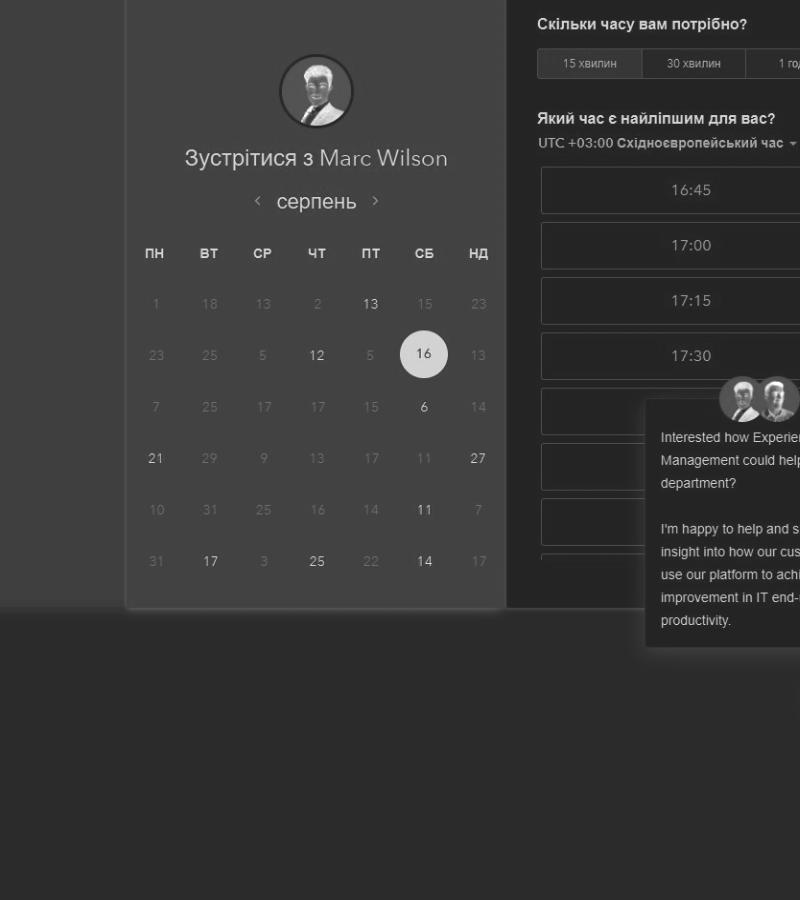 Зустрітися з Marc Wilson
серпень
ПН ВТ СР ЧТ ПТ СБ НД
1 18 13 2 13 15 23
23 25 5 12 5 16 13
7 25 17 17 15 6 14
21 29 9 13 17 11 27
10 31 25 16 14 11 7
31 17 3 25 22 14 17
Скільки часу вам потрібно?
15 хвилин 30 хвилин 1
Який час є найліпшим для вас?
UTC +03:00 Східноєвропейський час
16:45
17:00
17:15
17:30
Interested how
Management could help
department?
I'm happy to help and
insight into how our
use our platform to
improvement in IT
productivity.